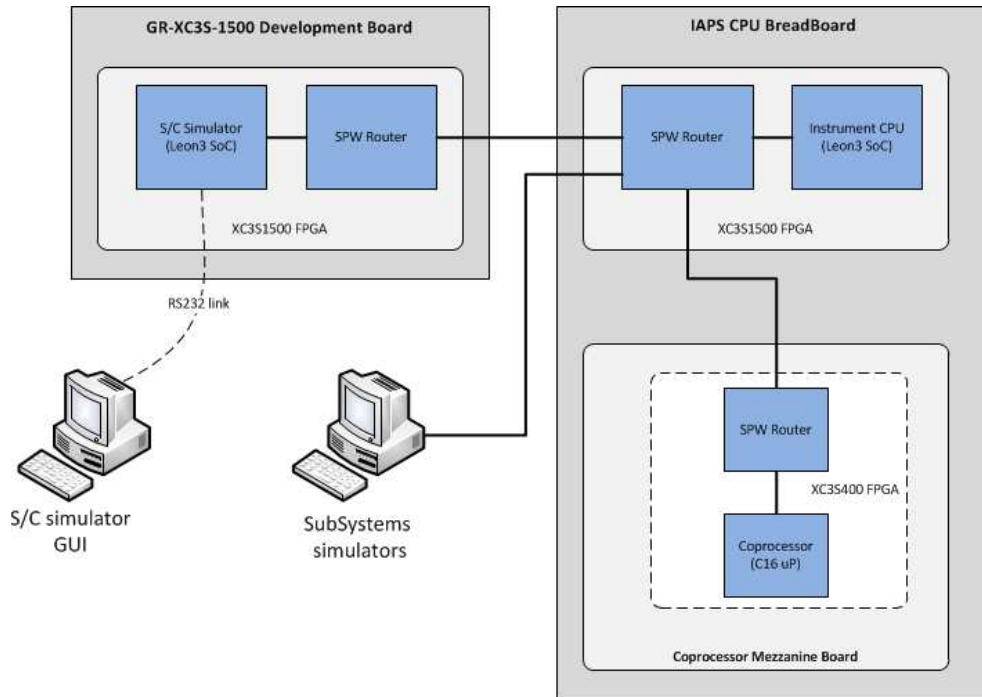 GR-XC3S-1500 Development Board
IAPS CPU BreadBoard
S/C Simulator
(Leon3 SoC)
SPW Router
XC3S1500 FPGA
SPW Router
Instrument CPU
(Leon3 SoC)
XC3S1500 FPGA
RS232 link
SPW Router
XC3S400 FPGA
Coprocessor
(C16 uP)
Coprocessor Mezzanine Board
S/C simulator
GUI
SubSystems
simulators